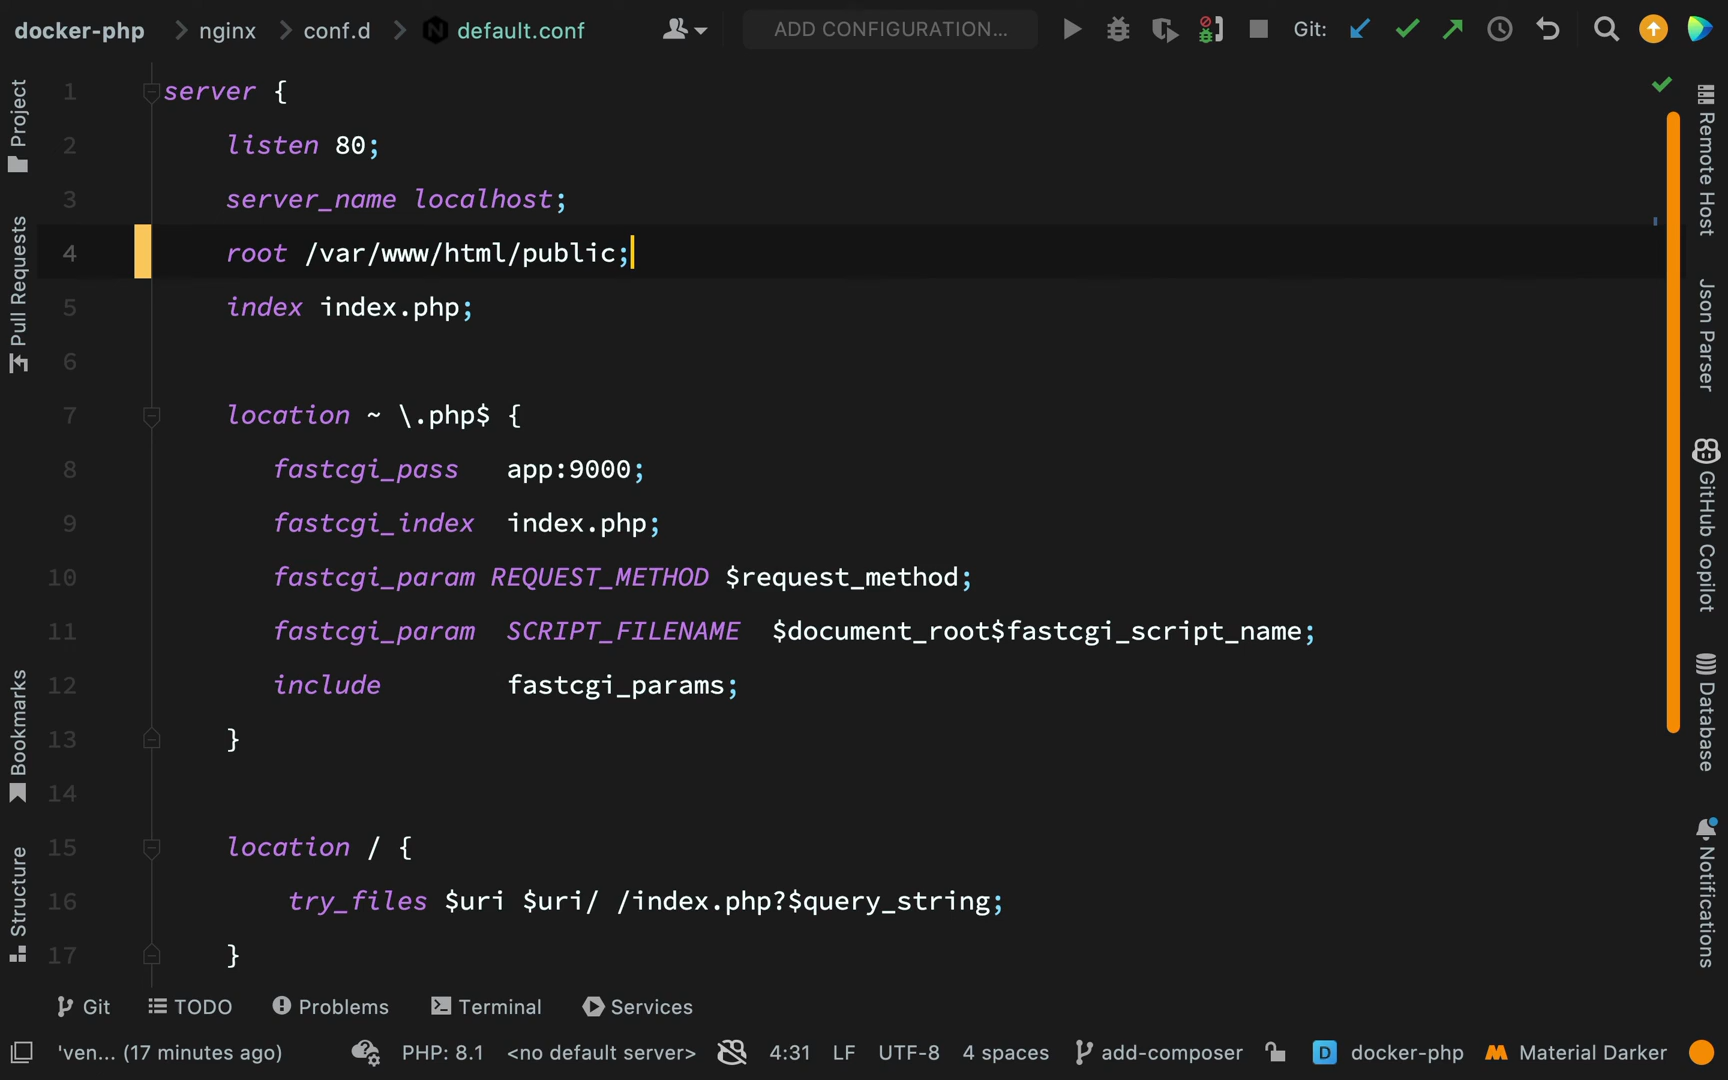 docker-php > nginx > conf.d > default.conf ADD CONFIGURATION... Git:
1 server {
2 listen 80;
3 server_name localhost;
4 root /var/www/html/public;
5 index index.php;
6
7 location ~ \.php$ {
8 fastcgi_pass app:9000;
9 fastcgi_index index.php;
10 fastcgi_param REQUEST_METHOD $request_method;
11 fastcgi_param SCRIPT_FILENAME $document_root$fastcgi_script_name;
12 include fastcgi_params;
13 }
14
15 location / {
16 try_files $uri $uri/ /index.php?$query_string;
17 }
Project
Pull Requests
Bookmarks
Structure
Remote Host
Json Parser
GitHub Copilot
Database
Notifications
Git TODO Problems Terminal Services
'ven... (17 minutes ago) PHP: 8.1 <no default server> 4:31 LF UTF-8 4 spaces add-composer D docker-php Material Darker